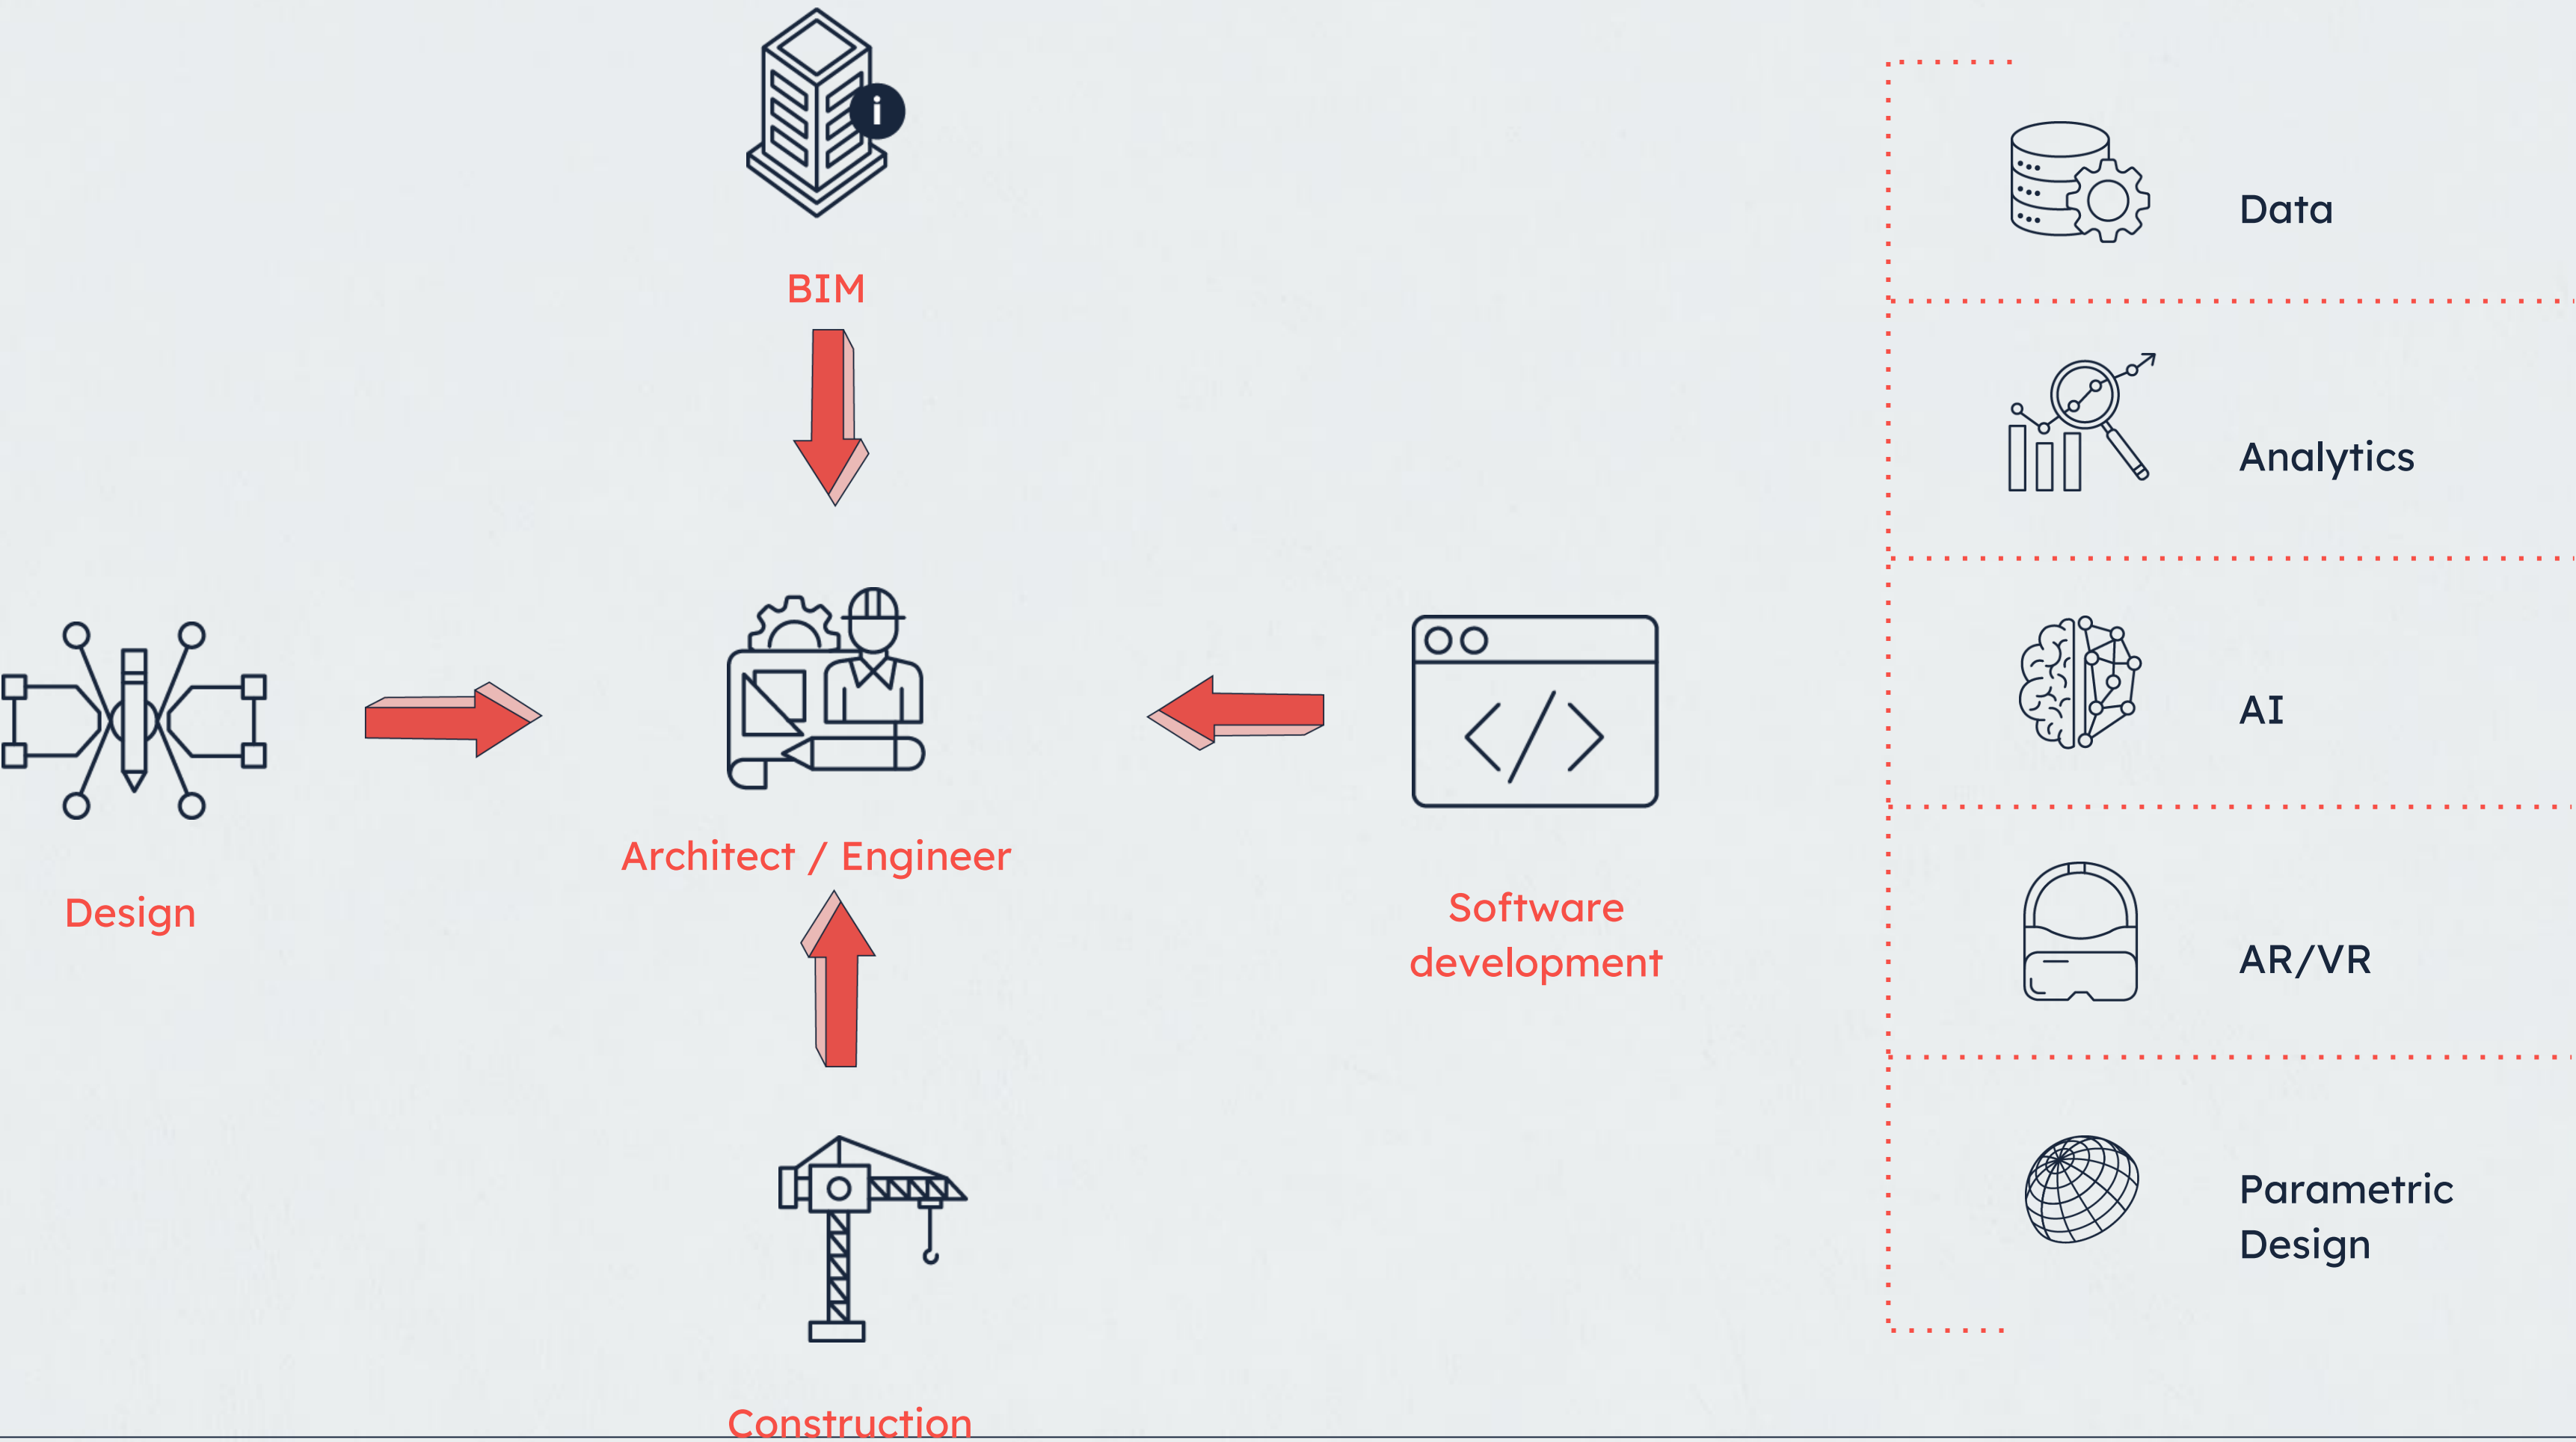 BIM
Architect / Engineer
Design
Software
development
Construction
Data
Analytics
AI
AR/VR
Parametric
Design